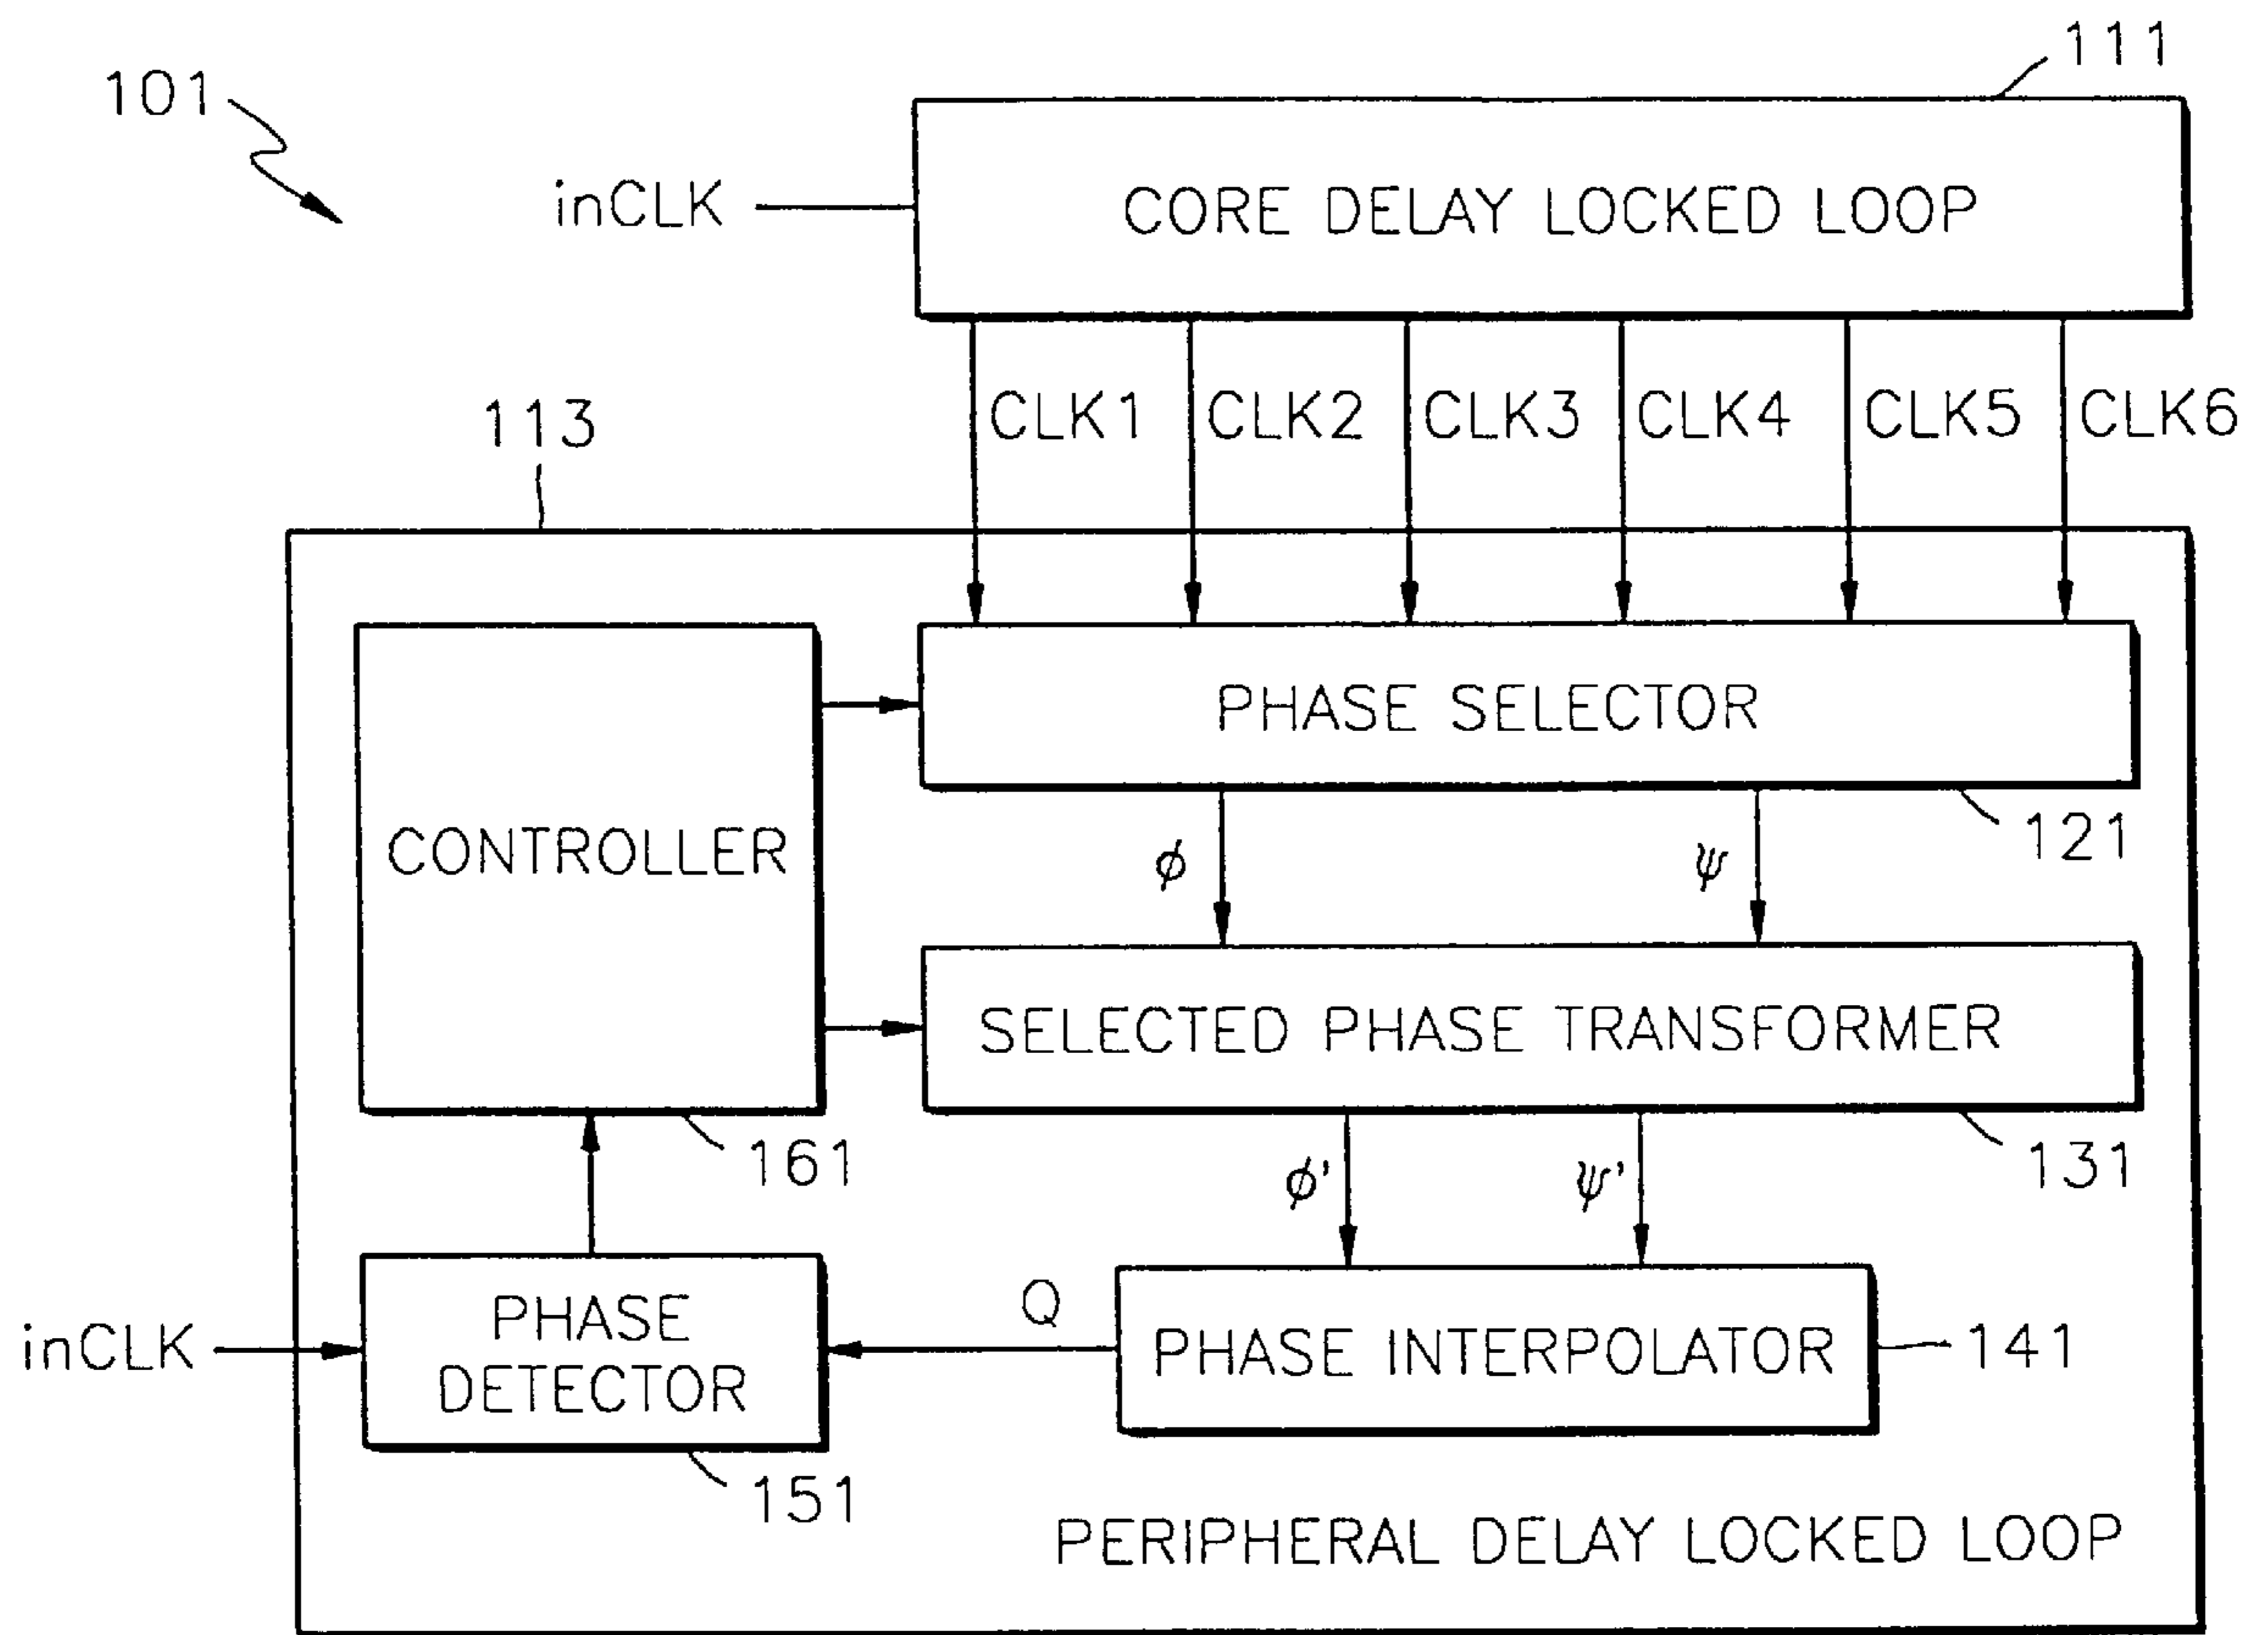 111
101
inCLK
CORE DELAY LOCKED LOOP
CLK1 CLK2 CLK3 CLK4 CLK5 CLK6
113
PHASE SELECTOR
CONTROLLER
121
ϕ ψ
SELECTED PHASE TRANSFORMER
161
131
ϕ' ψ'
inCLK
PHASE
DETECTOR
Q
PHASE INTERPOLATOR
141
151
PERIPHERAL DELAY LOCKED LOOP